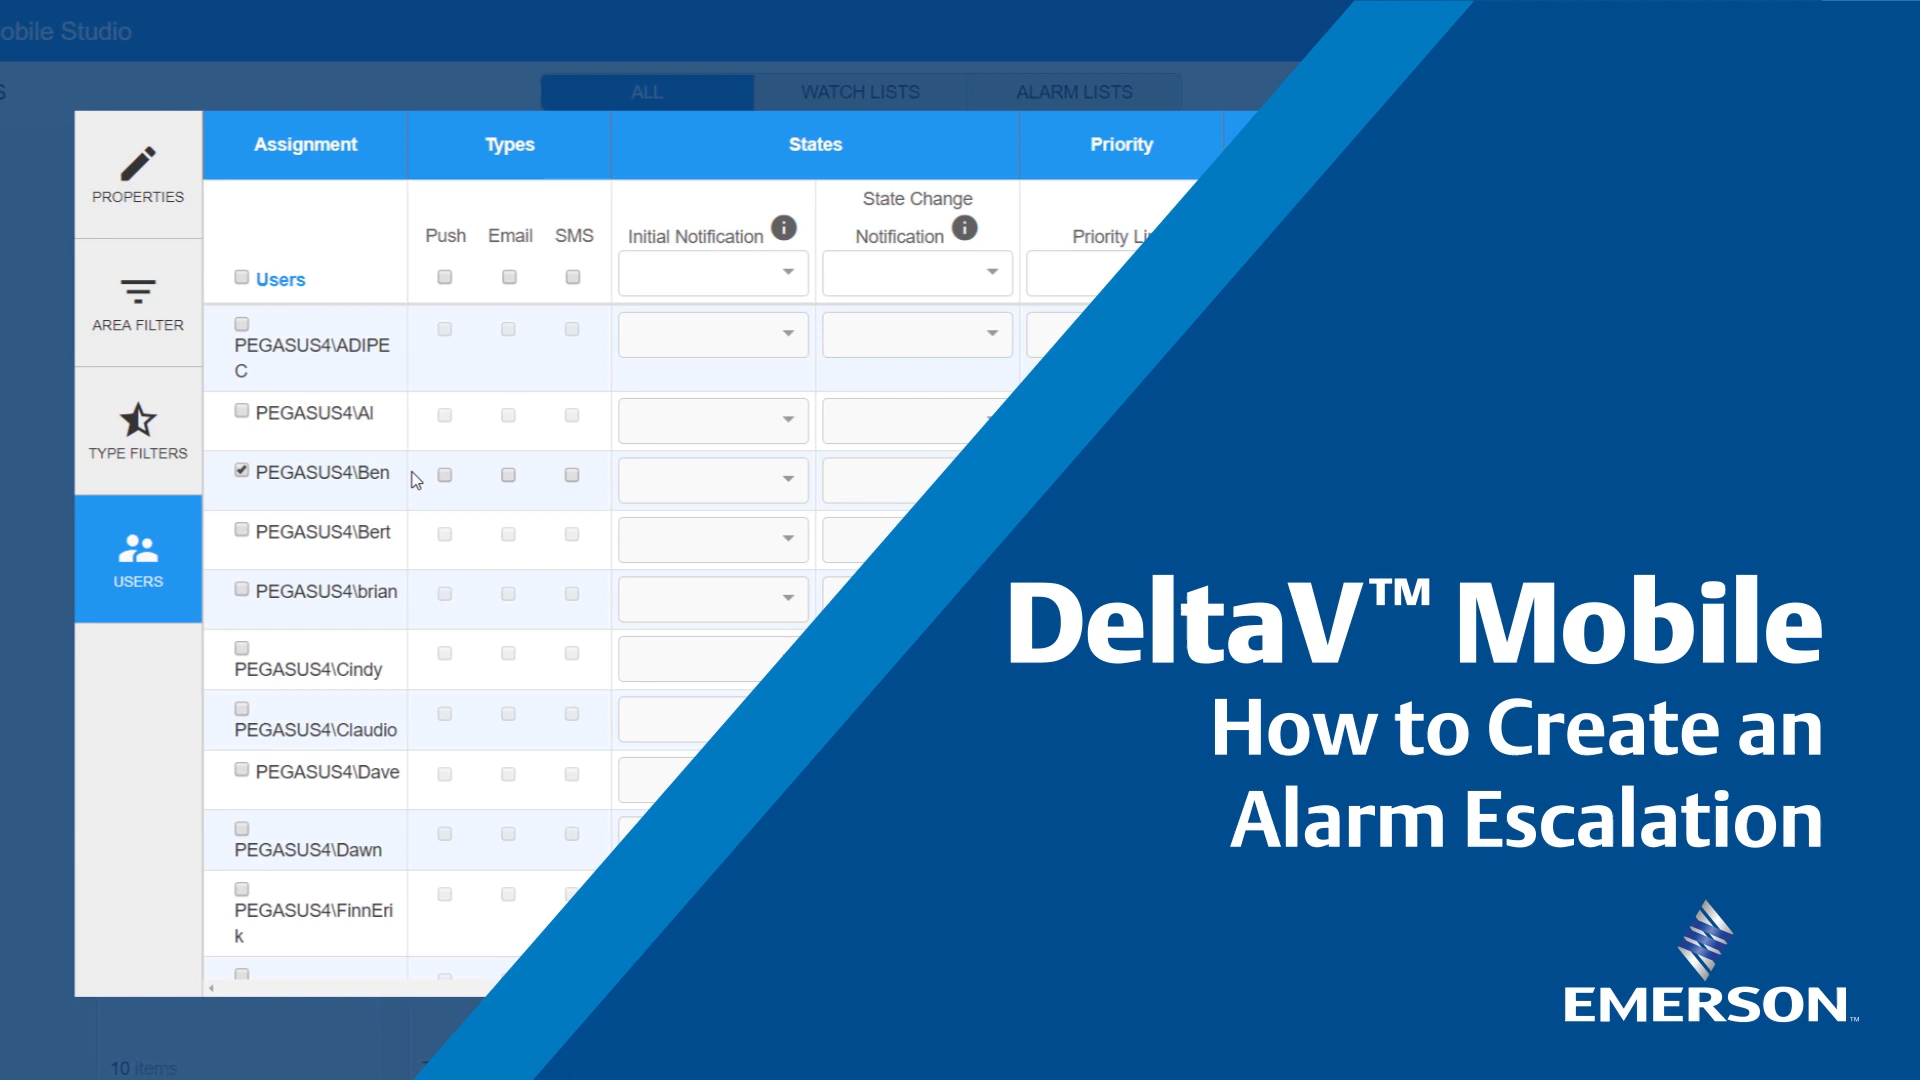 obile Studio
S
ALL WATCH LISTS ALARM LISTS
PROPERTIES
AREA FILTER
TYPE FILTERS
USERS
Assignment Types States Priority
Users
Push Email SMS
Initial Notification
State Change
Notification
Priority Li
PEGASUS4\ADIPE
C
PEGASUS4\Al
PEGASUS4\Ben
PEGASUS4\Bert
PEGASUS4\brian
PEGASUS4\Cindy
PEGASUS4\Claudio
PEGASUS4\Dave
PEGASUS4\Dawn
PEGASUS4\FinnEri
k
10 items
DeltaV™ Mobile
How to Create an
Alarm Escalation
EMERSON™